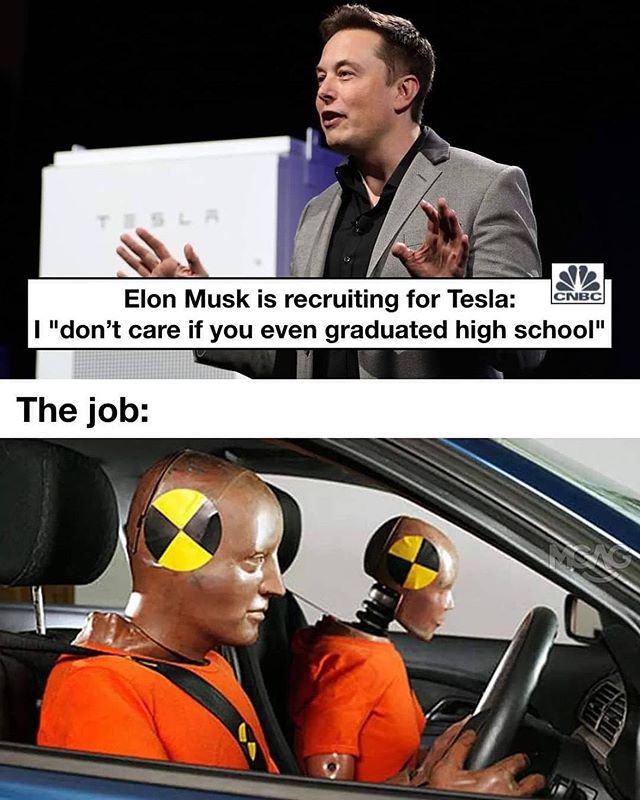 TESLA
CNBC
Elon Musk is recruiting for Tesla:
I "don’t care if you even graduated high school"
The job:
MCAG